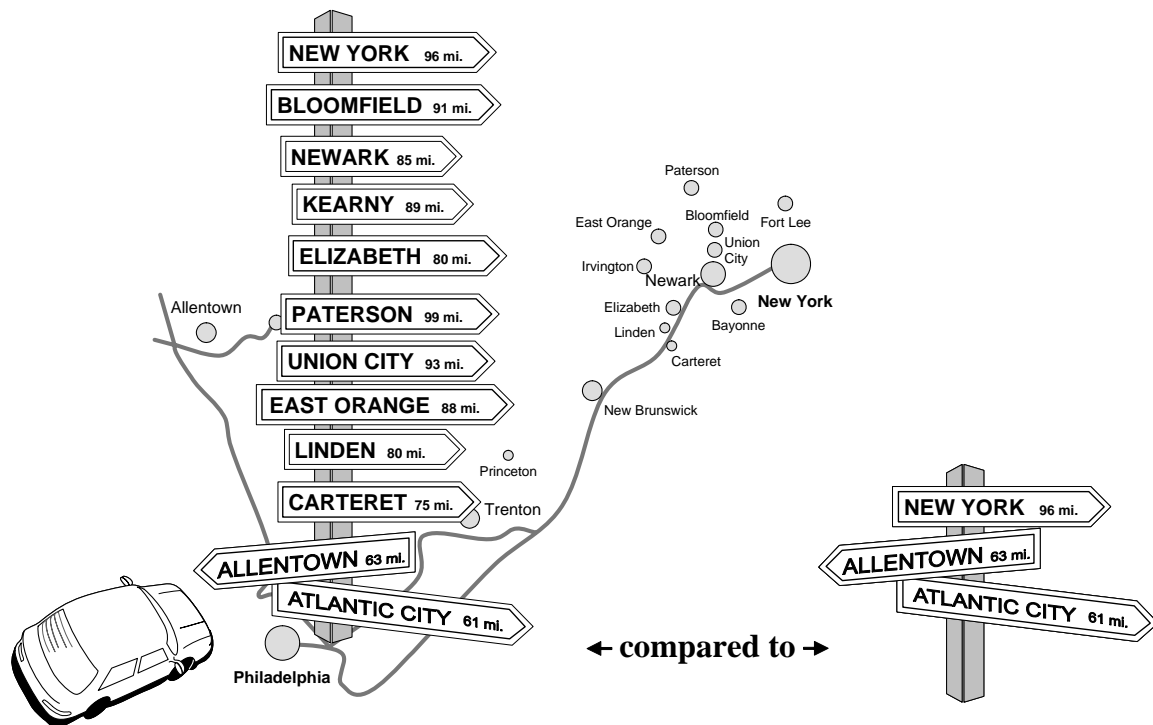 NEW YORK 96 mi.
BLOOMFIELD 91 mi.
NEWARK 85 mi.
KEARNY 89 mi.
ELIZABETH 80 mi.
PATERSON 99 mi.
UNION CITY 93 mi.
EAST ORANGE 88 mi.
LINDEN 80 mi.
CARTERET 75 mi.
ALLENTOWN 63 mi.
ATLANTIC CITY 61 mi.
Allentown
Philadelphia
Trenton
Princeton
New Brunswick
Carteret
Linden
Elizabeth
Bayonne
New York
Newark
Irvington
Union
City
East Orange
Bloomfield
Fort Lee
Paterson
← compared to →
NEW YORK 96 mi.
ALLENTOWN 63 mi.
ATLANTIC CITY 61 mi.